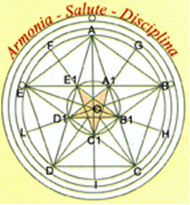 Armonia - Salute - Disciplina
A
F G
E1 A1
E B
O
D1 B1
L H
C1
D C
I